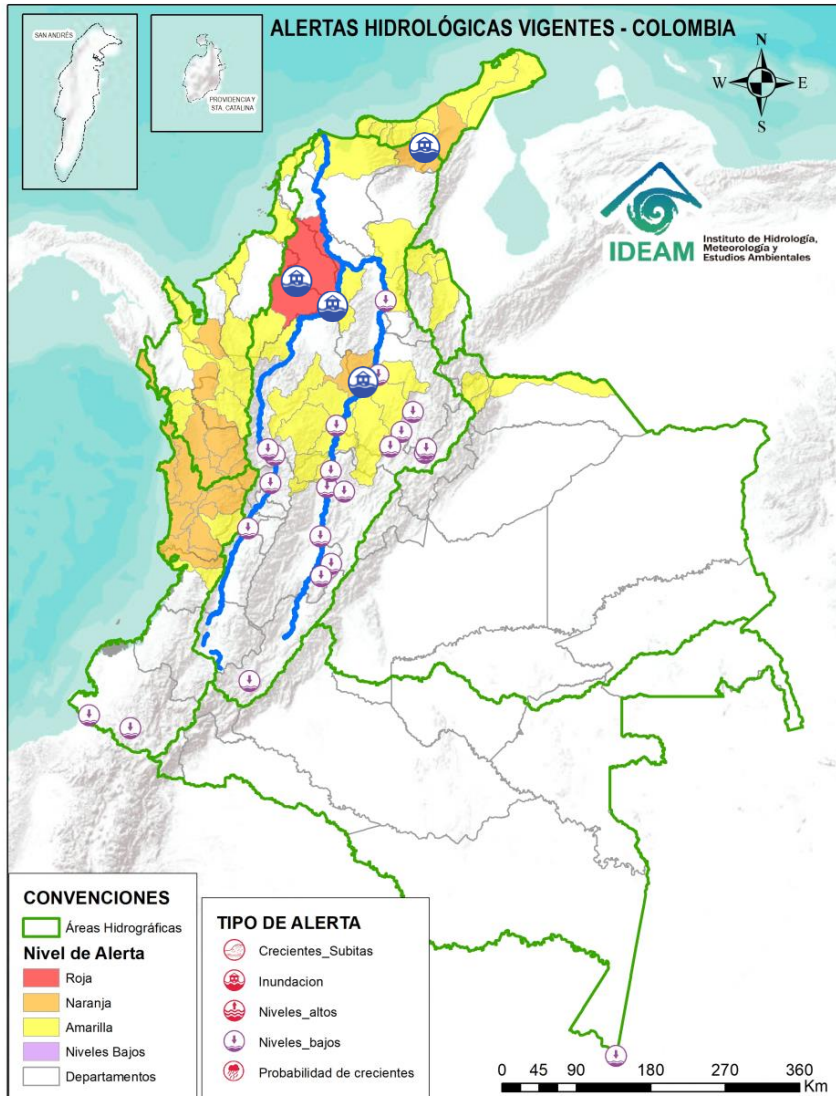 ALERTAS HIDROLÓGICAS VIGENTES - COLOMBIA
SAN ANDRÉS
PROVIDENCIA Y
STA. CATALINA
N
W
E
S
IDEAM
Instituto de Hidrología,
Meteorología y
Estudios Ambientales
CONVENCIONES
Áreas Hidrográficas
Nivel de Alerta
Roja
Naranja
Amarilla
Niveles Bajos
Departamentos
TIPO DE ALERTA
Crecientes_Subitas
Inundacion
Niveles_altos
Niveles_bajos
Probabilidad de crecientes
0 45 90 180 270 360
Km